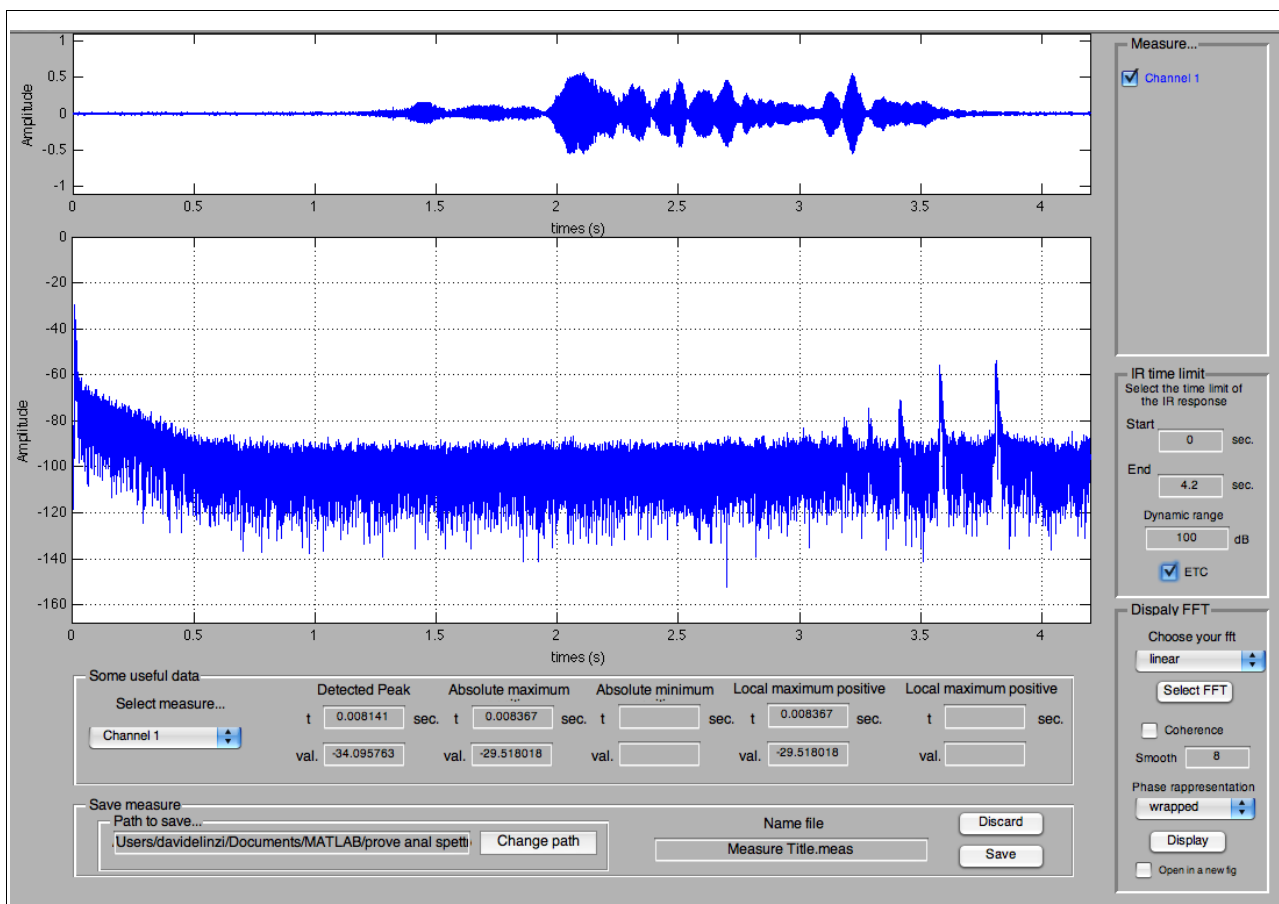 1
0.5
0
-0.5
-1
Amplitude
0 0.5 1 1.5 2 2.5 3 3.5 4
times (s)
0
-20
-40
-60
-80
-100
-120
-140
-160
Amplitude
0 0.5 1 1.5 2 2.5 3 3.5 4
times (s)
Measure...
Channel 1
IR time limit
Select the time limit of
the IR response
Start
0 sec.
End
4.2 sec.
Dynamic range
100 dB
ETC
Dispaly FFT
Choose your fft
linear
Select FFT
Coherence
Smooth 8
Phase rappresentation
wrapped
Display
Open in a new fig
Some useful data
Select measure...
Channel 1
Detected Peak
t 0.008141 sec.
val. -34.095763
Absolute maximum
t 0.008367 sec.
val. -29.518018
Absolute minimum
t sec.
val.
Local maximum positive
t 0.008367 sec.
val. -29.518018
Local maximum positive
t sec.
val.
Save measure
Path to save...
Users/davidelinzi/Documents/MATLAB/prove anal spett
Change path
Name file
Measure Title.meas
Discard
Save